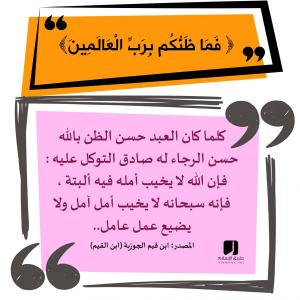 ﴿ فَمَا ظَنُّكُم بِرَبِّ الْعَالَمِينَ﴾
كلما كان العبد حسن الظن بالله
حسن الرجاء له صادق التوكل عليه :
فإن الله لا يخيب أمله فيه ألبتة ،
فإنه سبحانه لا يخيب أمل آمل ولا
يضيع عمل عامل..
المصدر: ابن قيم الجوزية (ابن القيم)
طريق الإسلام